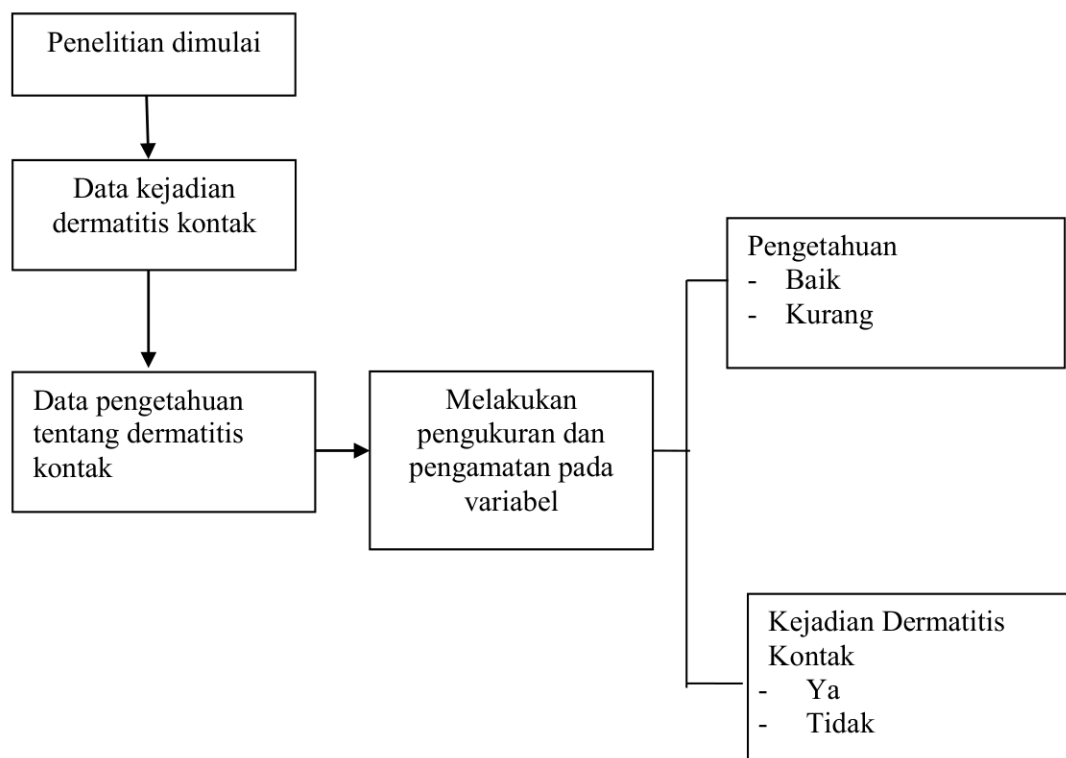 Penelitian dimulai
Data kejadian
dermatitis kontak
Data pengetahuan
tentang dermatitis
kontak
Melakukan
pengukuran dan
pengamatan pada
variabel
Pengetahuan
- Baik
- Kurang
Kejadian Dermatitis
Kontak
- Ya
- Tidak